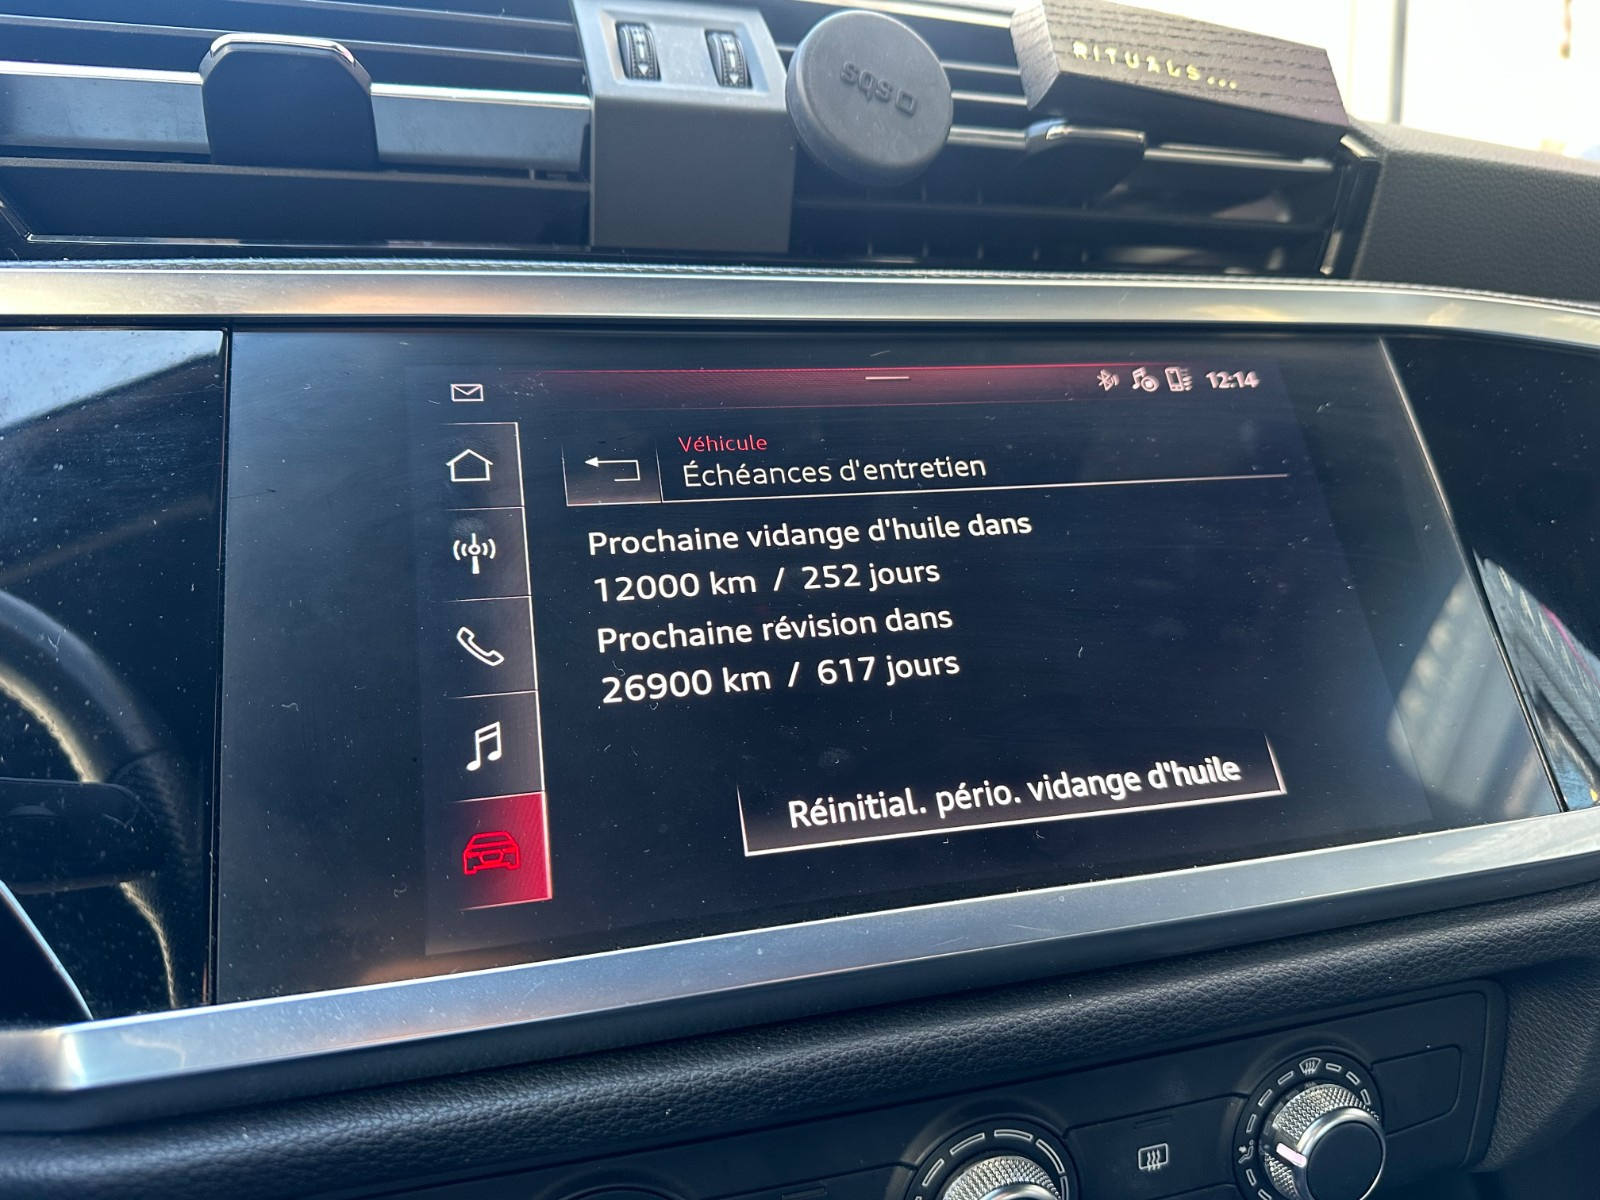 RITUALS...
sqs
12:14
Véhicule
Échéances d'entretien
Prochaine vidange d'huile dans
12000 km / 252 jours
Prochaine révision dans
26900 km / 617 jours
Réinitial. pério. vidange d'huile